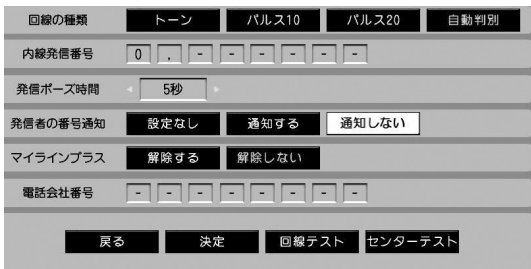 回線の種類 トーン パルス10 パルス20 自動判別
内線発信番号 0 . - - - - - -
発信ポーズ時間 5秒
発信者の番号通知 設定なし 通知する 通知しない
マイラインプラス 解除する 解除しない
電話会社番号 - - - - - - - -
戻る 決定 回線テスト センターテスト